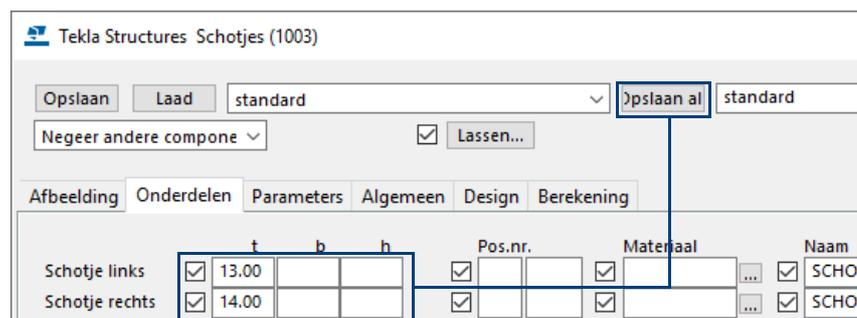 Tekla Structures Schotjes (1003)
Opslaan Laad standard Opslaan al standard
Negeer andere compone Lassen...
Afbeelding Onderdelen Parameters Algemeen Design Berekening
t b h Pos.nr. Materiaal Naam
Schotje links 13.00 ... SCHO
Schotje rechts 14.00 ... SCHO